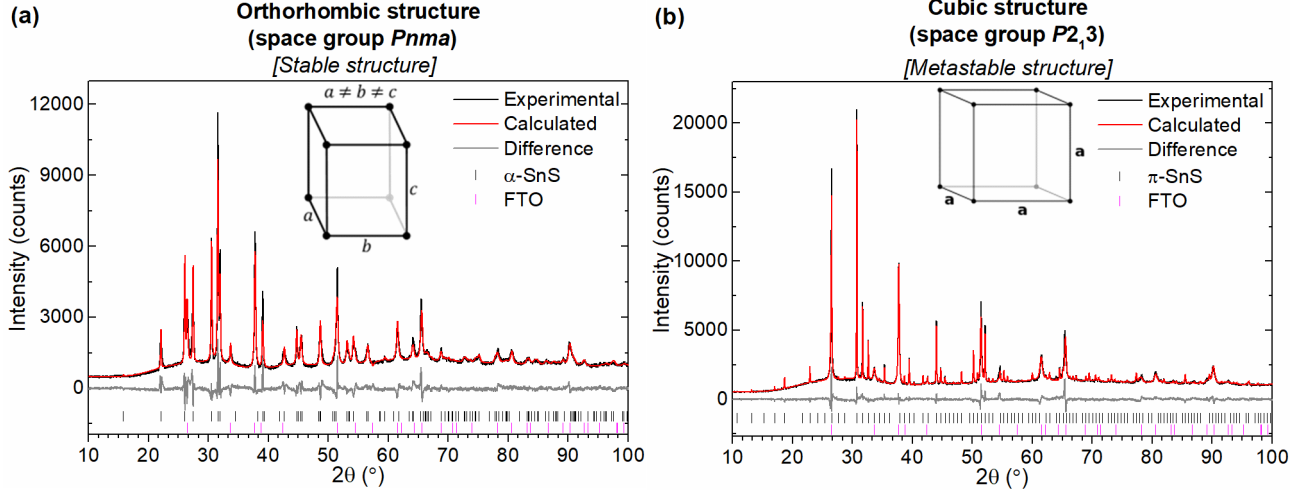 (a)
Orthorhombic structure
(space group Pnma)
[Stable structure]
a ≠ b ≠ c
c
a
b
Experimental
Calculated
Difference
α-SnS
FTO
12000
9000
6000
3000
0
Intensity (counts)
10 20 30 40 50 60 70 80 90 100
2θ (°)
(b)
Cubic structure
(space group P2₁3)
[Metastable structure]
a
a
a
Experimental
Calculated
Difference
π-SnS
FTO
20000
15000
10000
5000
0
Intensity (counts)
10 20 30 40 50 60 70 80 90 100
2θ (°)